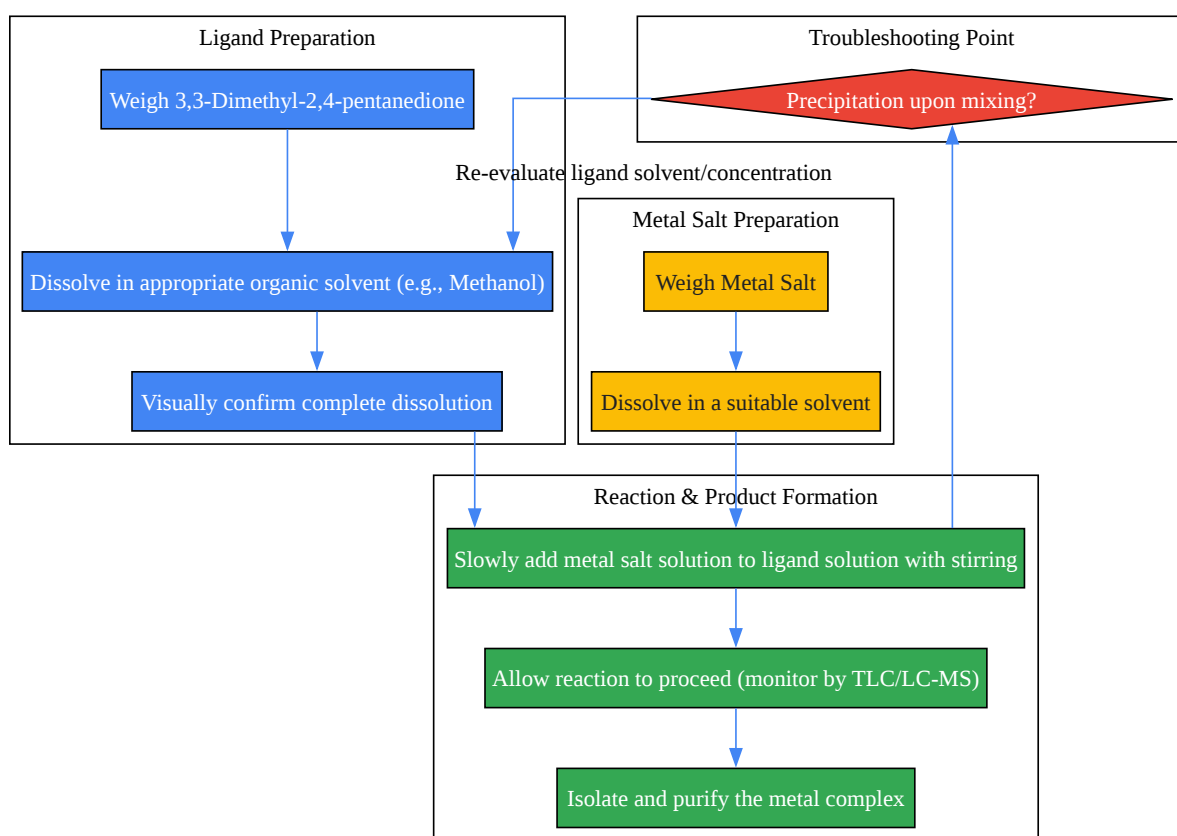 Ligand Preparation
Weigh 3,3-Dimethyl-2,4-pentanedione
Dissolve in appropriate organic solvent (e.g., Methanol)
Visually confirm complete dissolution
Troubleshooting Point
Precipitation upon mixing?
Re-evaluate ligand solvent/concentration
Metal Salt Preparation
Weigh Metal Salt
Dissolve in a suitable solvent
Reaction & Product Formation
Slowly add metal salt solution to ligand solution with stirring
Allow reaction to proceed (monitor by TLC/LC-MS)
Isolate and purify the metal complex